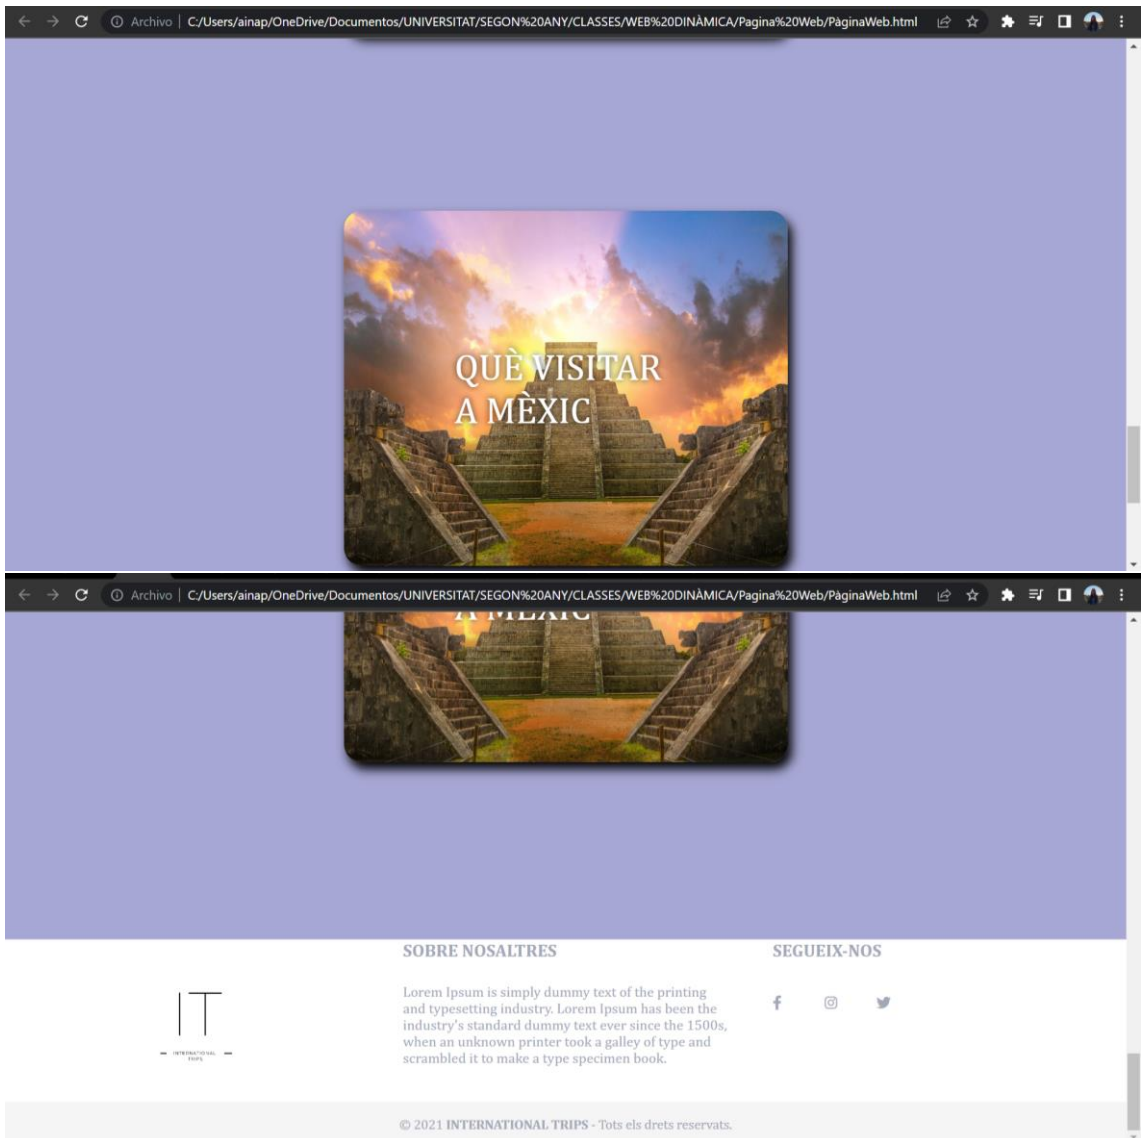 Archivo | C:/Users/ainap/OneDrive/Documentos/UNIVERSITAT/SEGON%20ANY/CLASSES/WEB%20DINÀMICA/Pagina%20Web/PàginaWeb.html
QUÈ VISITAR
A MÈXIC
Archivo | C:/Users/ainap/OneDrive/Documentos/UNIVERSITAT/SEGON%20ANY/CLASSES/WEB%20DINÀMICA/Pagina%20Web/PàginaWeb.html
A MÈXIC
SOBRE NOSALTRES
Lorem Ipsum is simply dummy text of the printing
and typesetting industry. Lorem Ipsum has been the
industry's standard dummy text ever since the 1500s,
when an unknown printer took a galley of type and
scrambled it to make a type specimen book.
SEGUEIX-NOS
IT
INTERNATIONAL
TRIPS
© 2021 INTERNATIONAL TRIPS - Tots els drets reservats.